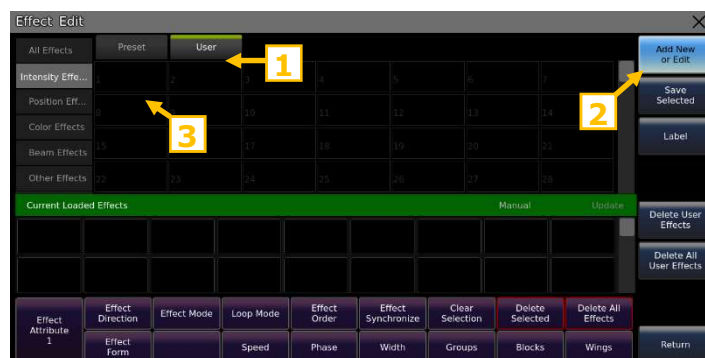 Effect Edit
All Effects
Preset
User
1
Add New
or Edit
Intensity Effe...
1
2
3
4
5
6
7
2
Save
Selected
Position Eff...
8
3
10
11
12
13
14
Color Effects
Label
Beam Effects
15
17
18
19
20
21
Other Effects
22
23
24
25
26
27
28
Current Loaded Effects
Manual
Update
Delete User
Effects
Delete All
User Effects
Effect
Attribute
1
Effect
Direction
Effect Mode
Loop Mode
Effect
Order
Effect
Synchronize
Clear
Selection
Delete
Selected
Delete All
Effects
Effect
Form
Speed
Phase
Width
Groups
Blocks
Wings
Return